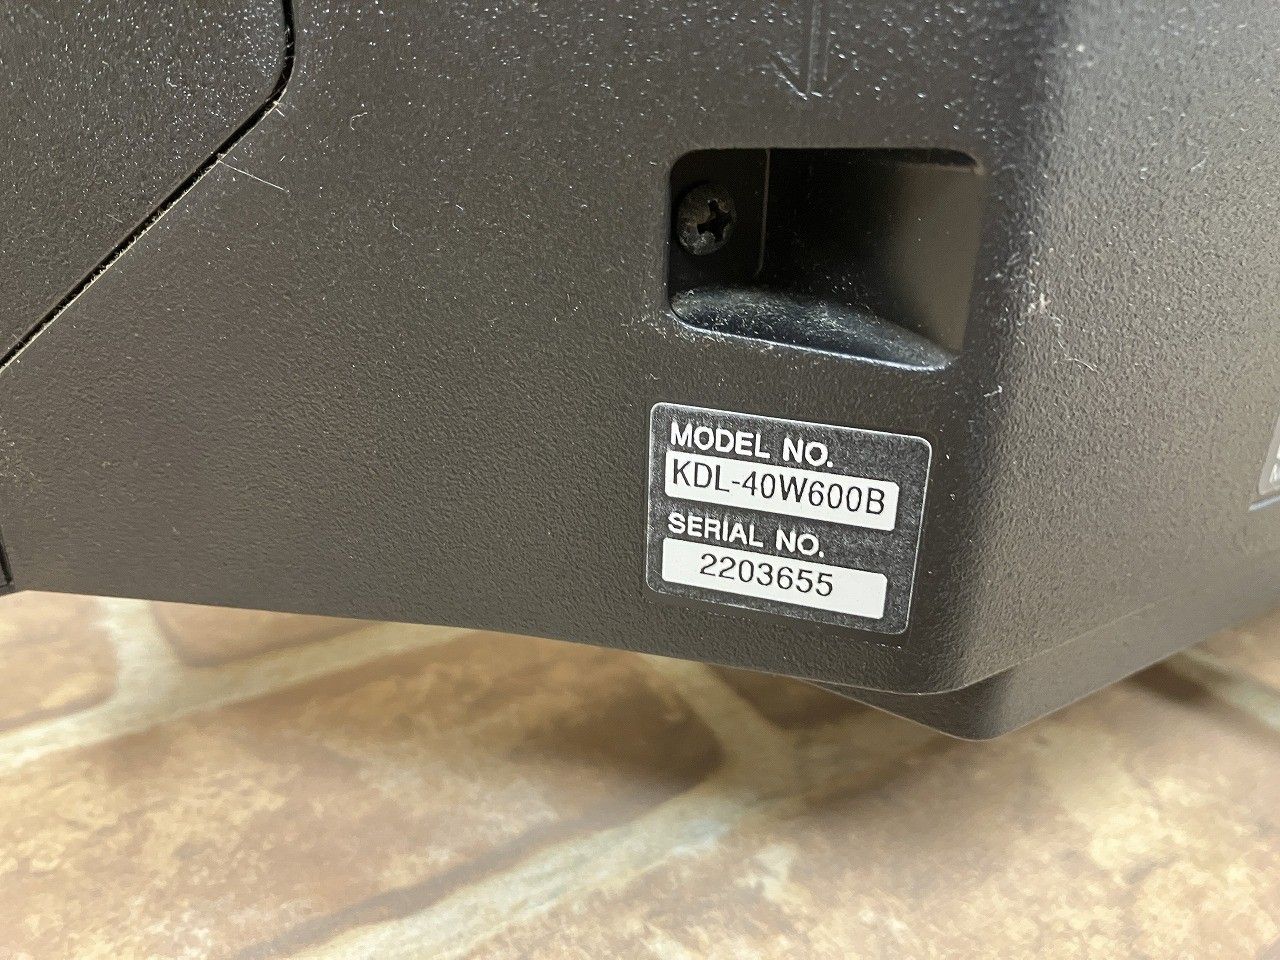 MODEL NO.
KDL-40W600B
SERIAL NO.
2203655